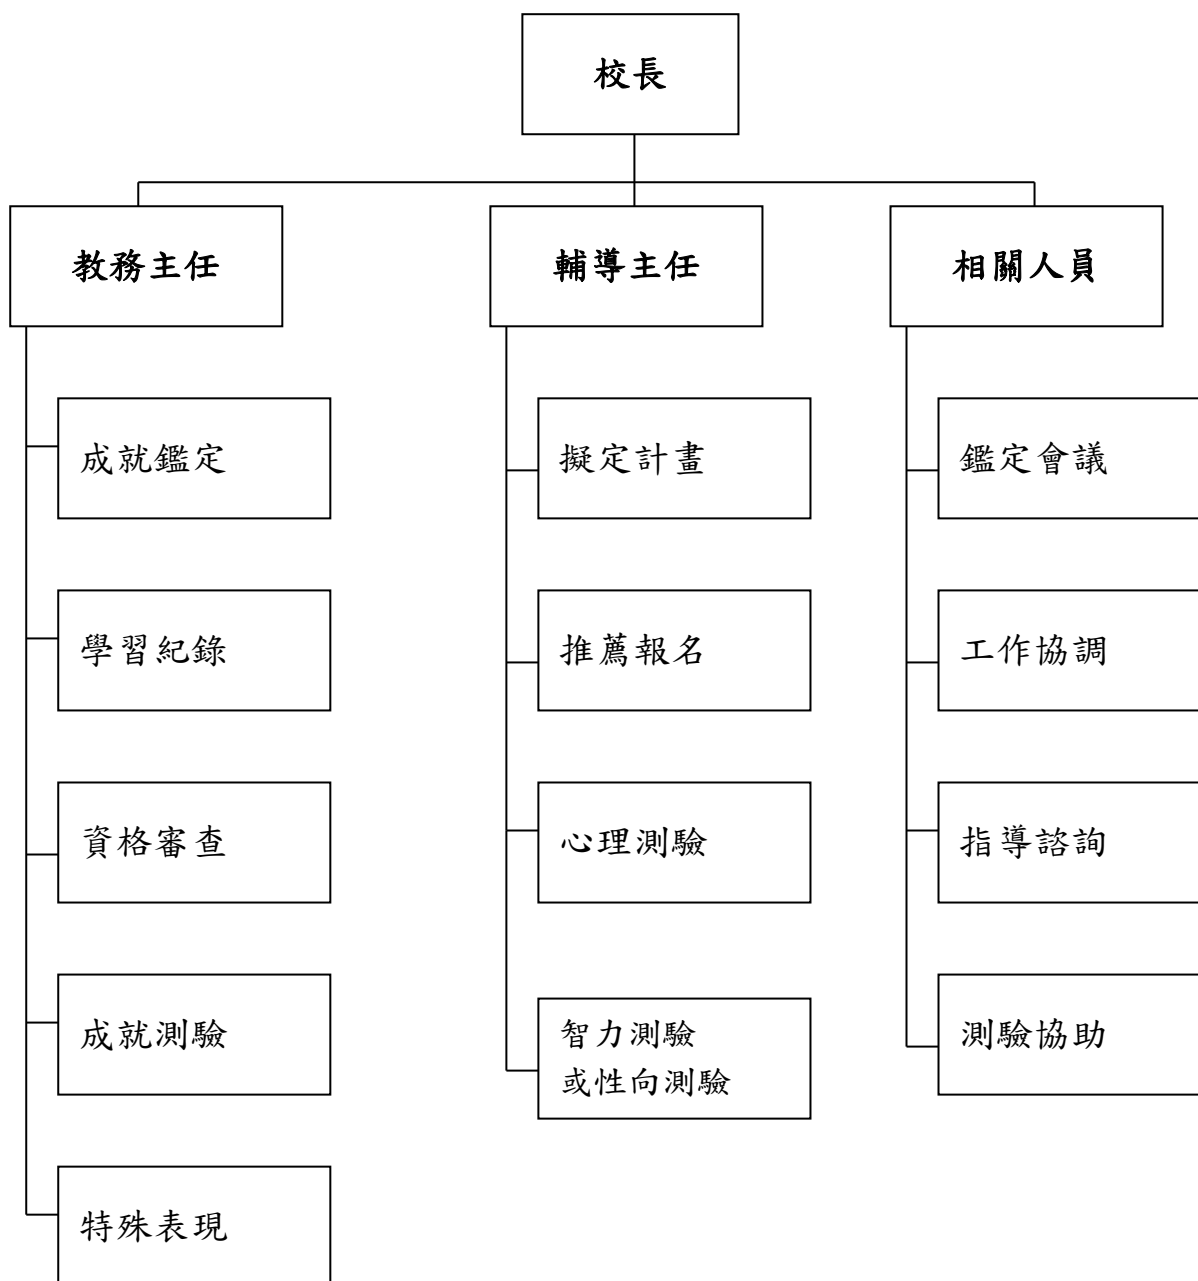 校長
教務主任
輔導主任
相關人員
成就鑑定
學習紀錄
資格審查
成就測驗
特殊表現
擬定計畫
推薦報名
心理測驗
智力測驗
或性向測驗
鑑定會議
工作協調
指導諮詢
測驗協助